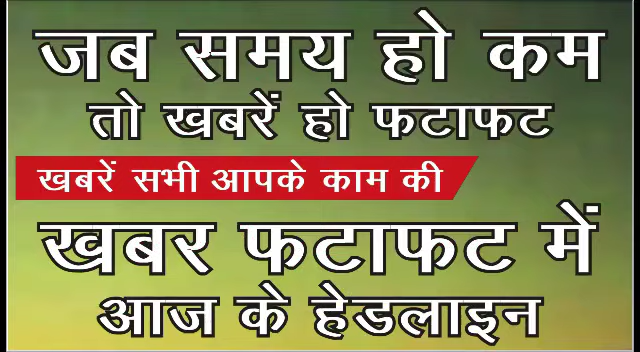 जब समय हो कम
तो खबरें हो फटाफट
खबरें सभी आपके काम की
खबर फटाफट में
आज के हेडलाइन